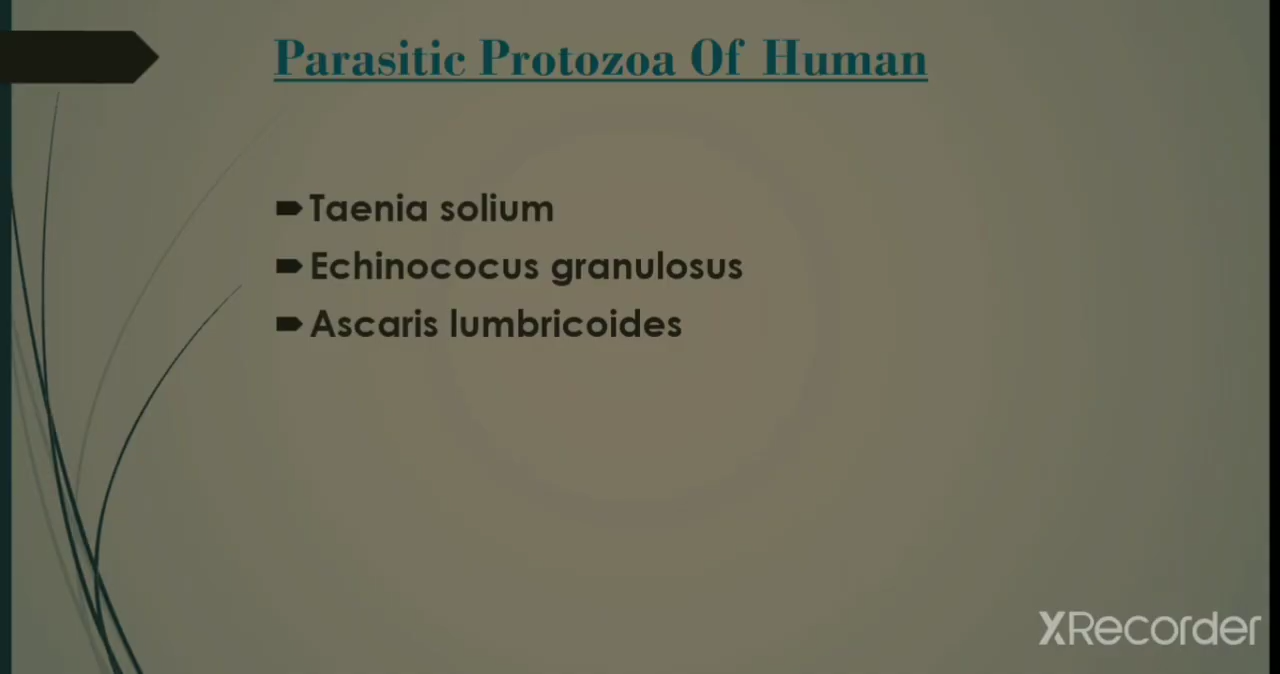 Parasitic Protozoa Of Human
Taenia solium
Echinococus granulosus
Ascaris lumbricoides
XRecorder